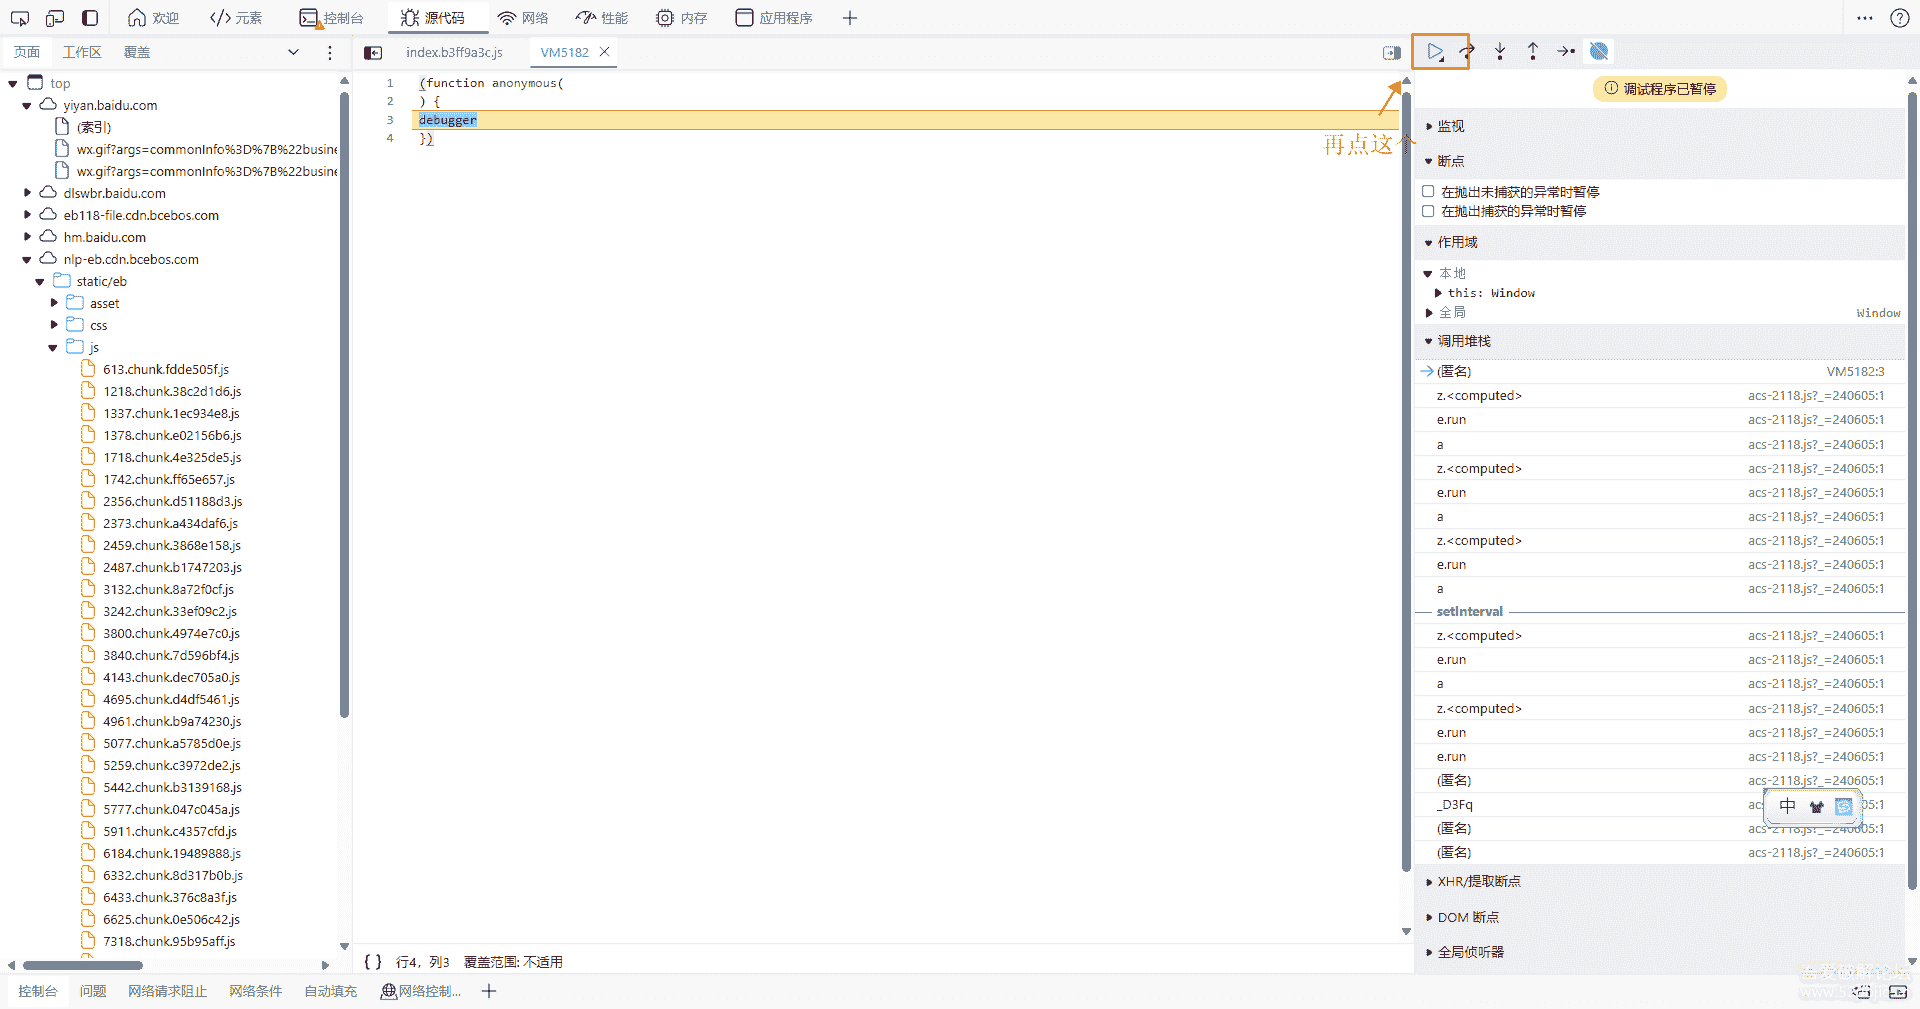 欢迎
元素
控制台
源代码
网络
性能
内存
应用程序
页面
工作区
覆盖
index.b3ff9a3c.js
VM5182
top
yiyan.baidu.com
(索引)
wx.gif?args=commonInfo%3D%7B%22busine
wx.gif?args=commonInfo%3D%7B%22busine
dlswbr.baidu.com
eb118-file.cdn.bcebos.com
hm.baidu.com
nlp-eb.cdn.bcebos.com
static/eb
asset
css
js
613.chunk.fdde505f.js
1218.chunk.38c2d1d6.js
1337.chunk.1ec934e8.js
1378.chunk.e02156b6.js
1718.chunk.4e325de5.js
1742.chunk.ff65e657.js
2356.chunk.d51188d3.js
2373.chunk.a434daf6.js
2459.chunk.3868e158.js
2487.chunk.b1747203.js
3132.chunk.8a72f0cf.js
3242.chunk.33ef09c2.js
3800.chunk.4974e7c0.js
3840.chunk.7d596bf4.js
4143.chunk.dec705a0.js
4695.chunk.d4df5461.js
4961.chunk.b9a74230.js
5077.chunk.a5785d0e.js
5259.chunk.c3972de2.js
5442.chunk.b3139168.js
5777.chunk.047c045a.js
5911.chunk.c4357cfd.js
6184.chunk.19489888.js
6332.chunk.8d317b0b.js
6433.chunk.376c8a3f.js
6625.chunk.0e506c42.js
7318.chunk.95b95aff.js
1 (function anonymous(
2 ) {
3 debugger
4 })
再点这个
{ } 行4，列3 覆盖范围: 不适用
调试程序已暂停
监视
断点
在抛出未捕获的异常时暂停
在抛出捕获的异常时暂停
作用域
本地
this: Window
全局 Window
调用堆栈
(匿名) VM5182:3
z.<computed> acs-2118.js?_=240605:1
e.run acs-2118.js?_=240605:1
a acs-2118.js?_=240605:1
z.<computed> acs-2118.js?_=240605:1
e.run acs-2118.js?_=240605:1
a acs-2118.js?_=240605:1
z.<computed> acs-2118.js?_=240605:1
e.run acs-2118.js?_=240605:1
a acs-2118.js?_=240605:1
setInterval
z.<computed> acs-2118.js?_=240605:1
e.run acs-2118.js?_=240605:1
a acs-2118.js?_=240605:1
z.<computed> acs-2118.js?_=240605:1
e.run acs-2118.js?_=240605:1
e.run acs-2118.js?_=240605:1
(匿名) acs-2118.js?_=240605:1
_D3Fq ac 05:1
中
(匿名) acs-2118.js?_=240605:1
(匿名) acs-2118.js?_=240605:1
XHR/提取断点
DOM 断点
全局侦听器
控制台
问题
网络请求阻止
网络条件
自动填充
网络控制...